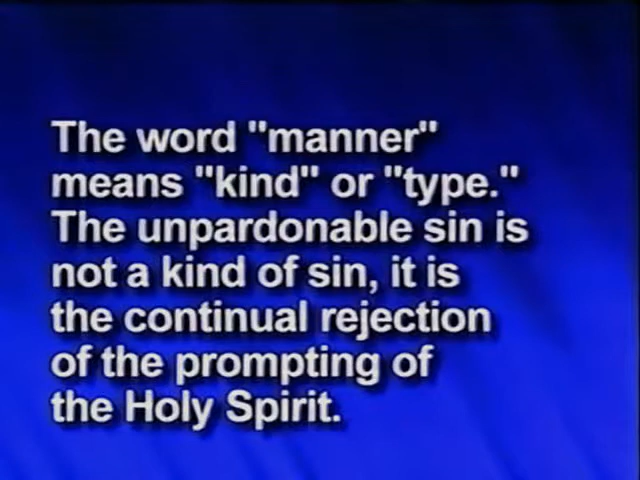 The word "manner"
means "kind" or "type."
The unpardonable sin is
not a kind of sin, it is
the continual rejection
of the prompting of
the Holy Spirit.